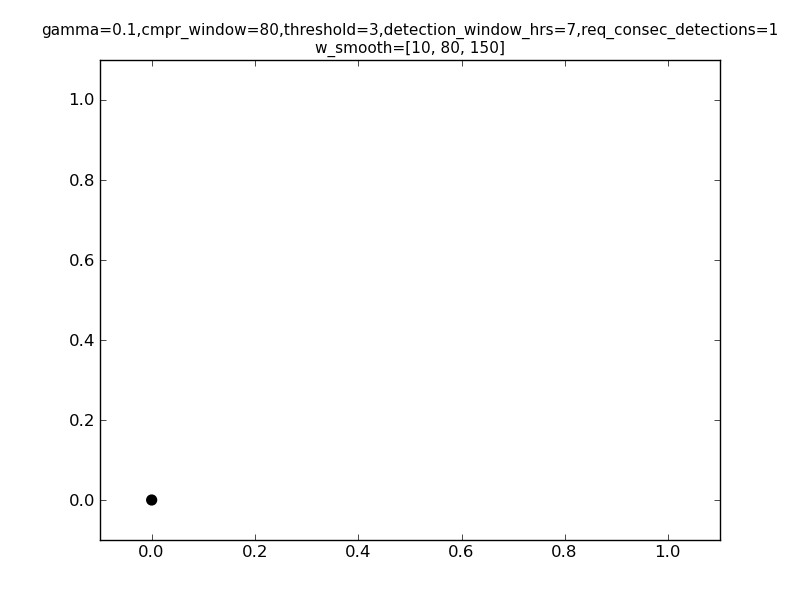 gamma=0.1,cmpr_window=80,threshold=3,detection_window_hrs=7,req_consec_detections=1
w_smooth=[10, 80, 150]
1.0
0.8
0.6
0.4
0.2
0.0
0.0 0.2 0.4 0.6 0.8 1.0